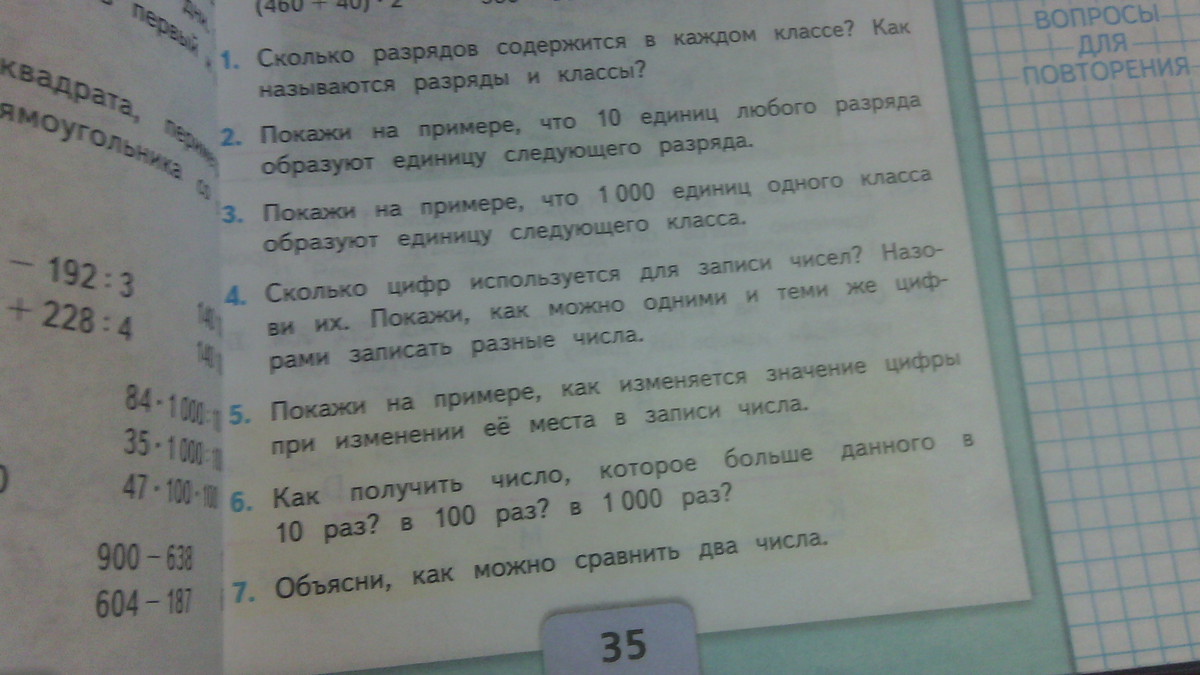 первый
квадрата,
ямоугольника со
− 192 : 3
+ 228 : 4
84 · 1 000 :
35 · 1 000 :
47 · 100 · 100
900 − 638
604 − 187
(460 + 40) · 2
1. Сколько разрядов содержится в каждом классе? Как
называются разряды и классы?
2. Покажи на примере, что 10 единиц любого разряда
образуют единицу следующего разряда.
3. Покажи на примере, что 1 000 единиц одного класса
образуют единицу следующего класса.
4. Сколько цифр используется для записи чисел? Назо-
ви их. Покажи, как можно одними и теми же циф-
рами записать разные числа.
5. Покажи на примере, как изменяется значение цифры
при изменении её места в записи числа.
6. Как получить число, которое больше данного в
10 раз? в 100 раз? в 1 000 раз?
7. Объясни, как можно сравнить два числа.
35
ВОПРОСЫ
ДЛЯ
ПОВТОРЕНИЯ